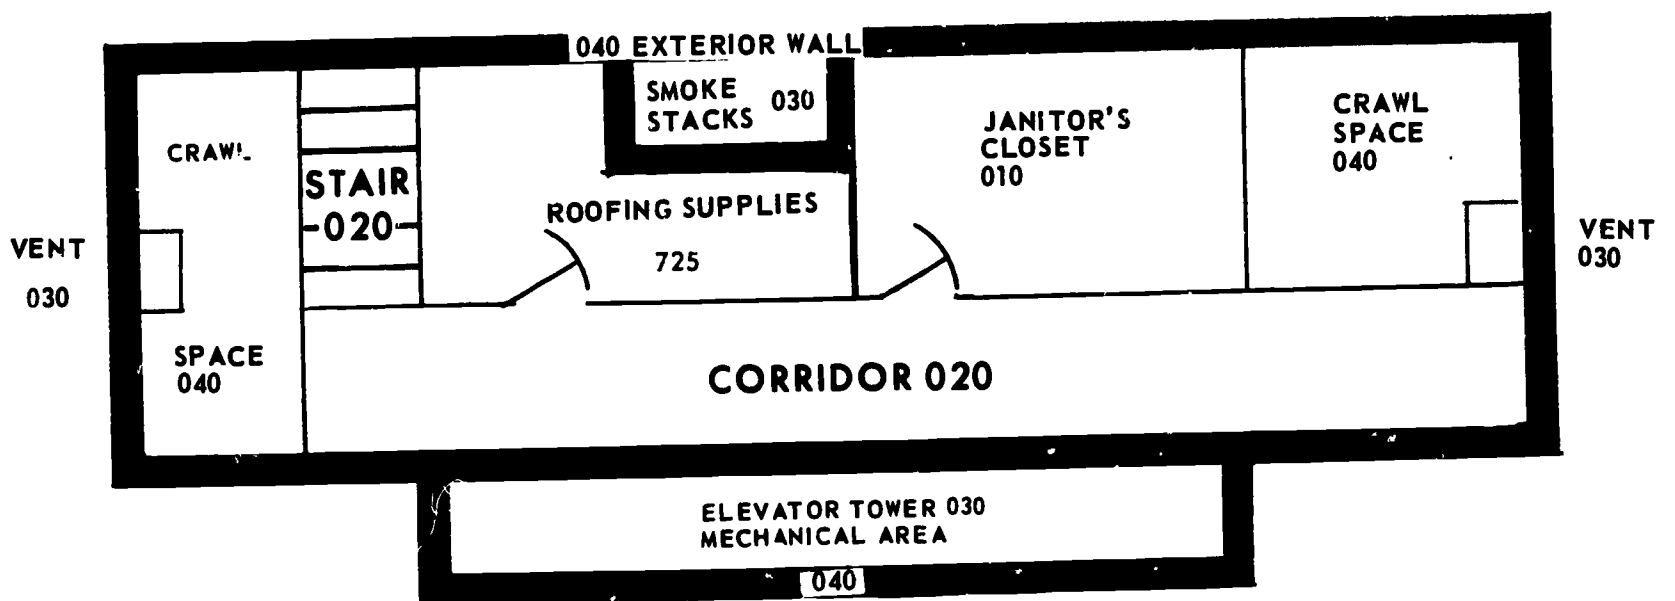 040 EXTERIOR WALL
SMOKE
STACKS 030
JANITOR'S
CLOSET
010
CRAWL
SPACE
040
CRAWL
STAIR
020
ROOFING SUPPLIES
725
VENT
030
VENT
030
SPACE
040
CORRIDOR 020
ELEVATOR TOWER 030
MECHANICAL AREA
040